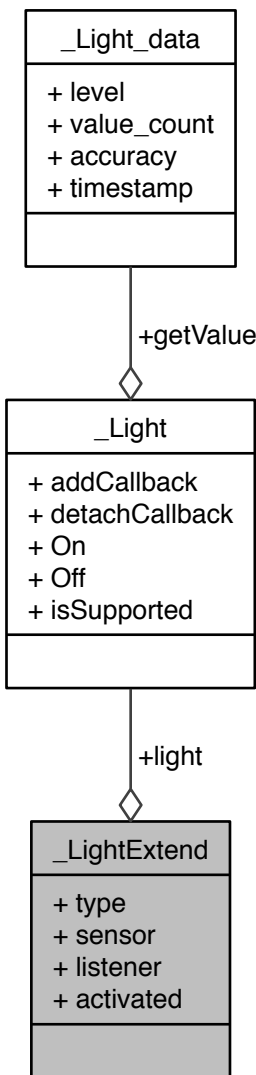 _Light_data
+ level
+ value_count
+ accuracy
+ timestamp
+getValue
_Light
+ addCallback
+ detachCallback
+ On
+ Off
+ isSupported
+light
_LightExtend
+ type
+ sensor
+ listener
+ activated